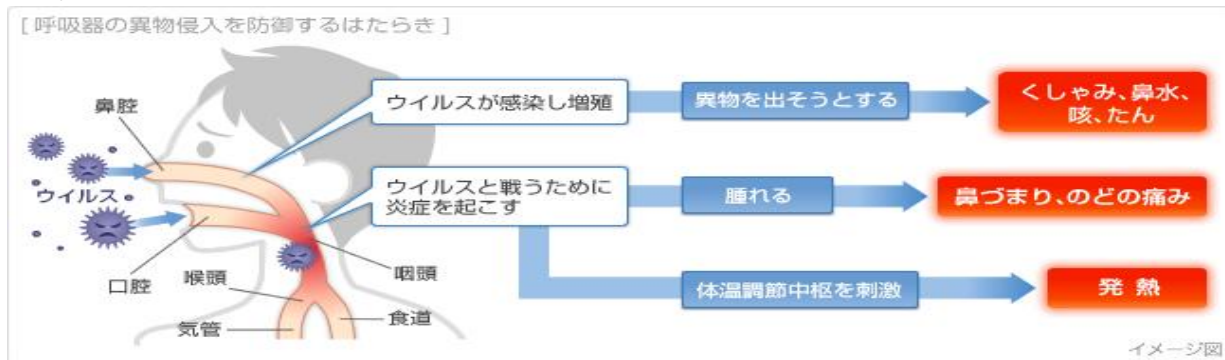 [呼吸器の異物侵入を防御するはたらき]
鼻腔
ウイルス
口腔
喉頭
気管
咽頭
食道
ウイルスが感染し増殖
異物を出そうとする
くしゃみ、鼻水、
咳、たん
ウイルスと戦うために
炎症を起こす
腫れる
鼻づまり、のどの痛み
体温調節中枢を刺激
発熱
イメージ図